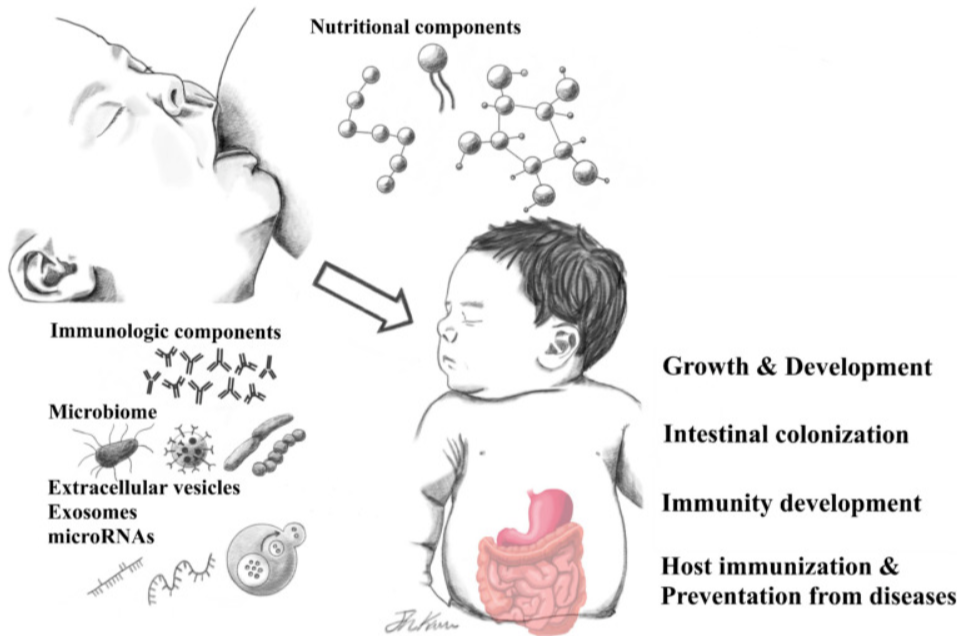 Nutritional components
Immunologic components
Microbiome
Extracellular vesicles
Exosomes
microRNAs
Growth & Development
Intestinal colonization
Immunity development
Host immunization &
Preventation from diseases